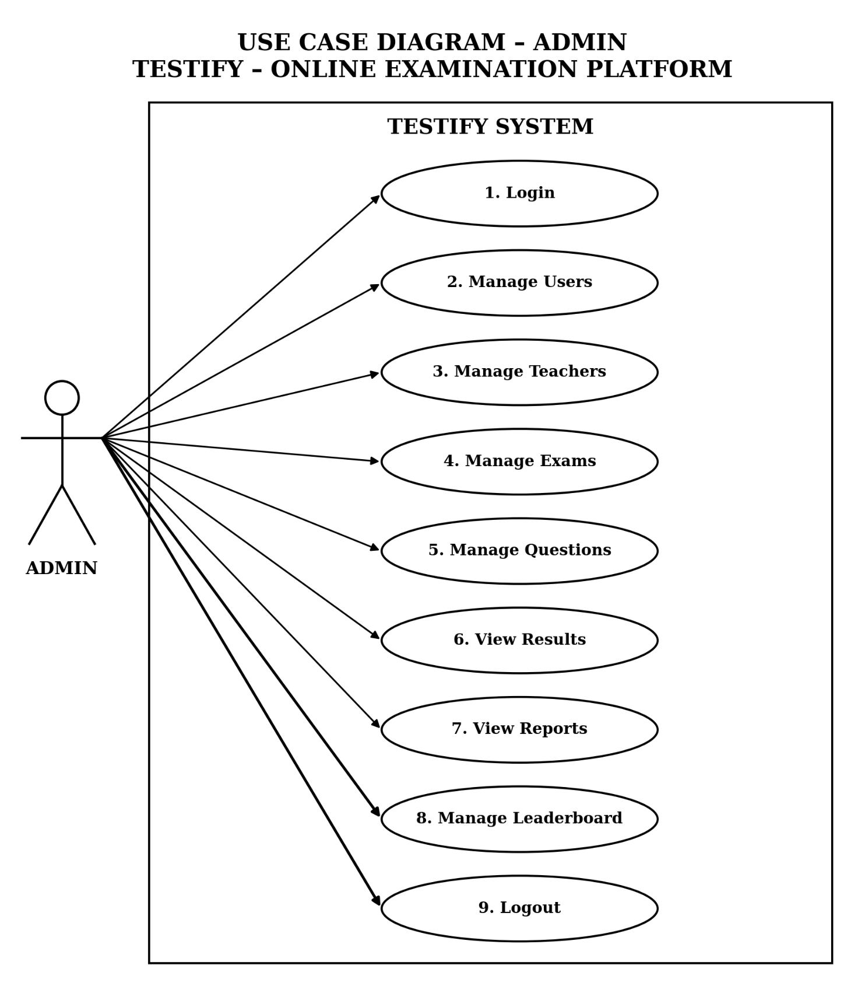 USE CASE DIAGRAM – ADMIN
TESTIFY – ONLINE EXAMINATION PLATFORM
TESTIFY SYSTEM
1. Login
2. Manage Users
3. Manage Teachers
4. Manage Exams
5. Manage Questions
ADMIN
6. View Results
7. View Reports
8. Manage Leaderboard
9. Logout